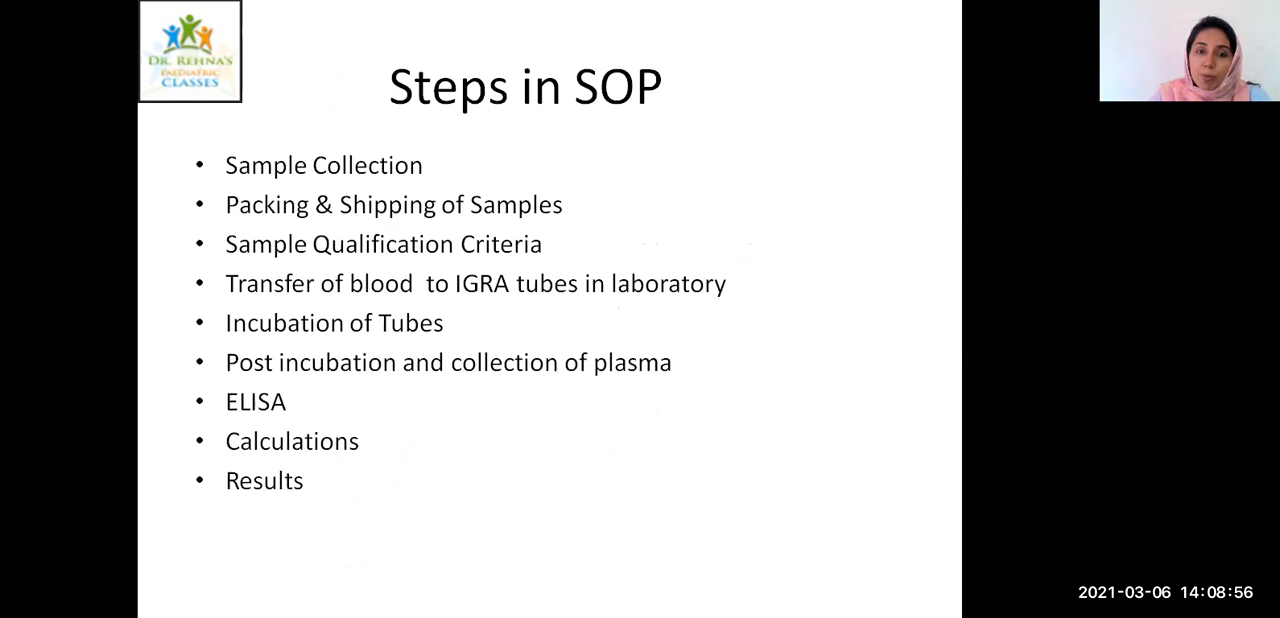 DR. REHNA'S
PAEDIATRIC
CLASSES
Steps in SOP
• Sample Collection
• Packing & Shipping of Samples
• Sample Qualification Criteria
• Transfer of blood  to IGRA tubes in laboratory
• Incubation of Tubes
• Post incubation and collection of plasma
• ELISA
• Calculations
• Results
2021-03-06 14:08:56